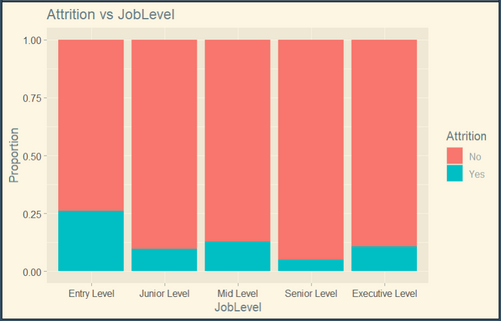 Attrition vs JobLevel
1.00
0.75
0.50
0.25
0.00
Proportion
Entry Level Junior Level Mid Level Senior Level Executive Level
JobLevel
Attrition
No
Yes